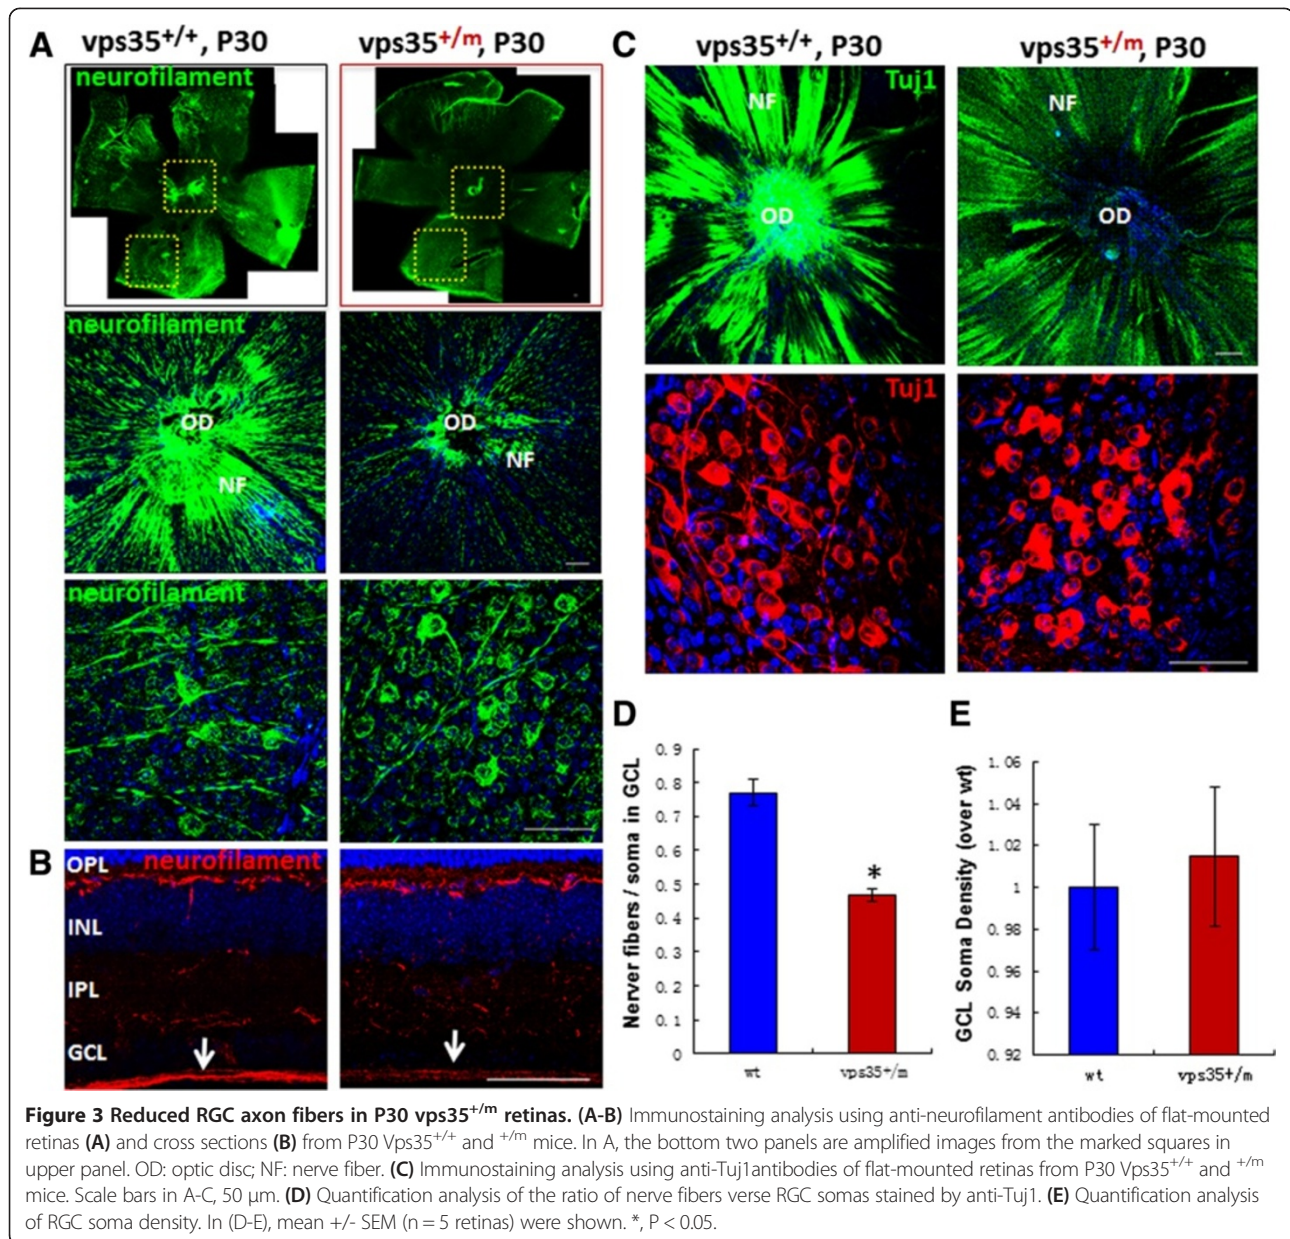 A
vps35+/+, P30
vps35+/m, P30
neurofilament
neurofilament
OD
NF
OD
NF
neurofilament
B
OPL
neurofilament
INL
IPL
GCL
C
vps35+/+, P30
vps35+/m, P30
NF
Tuj1
OD
NF
OD
Tuj1
D
Nerver fibers / soma in GCL
0.9
0.8
0.7
0.6
0.5
0.4
0.3
0.2
0.1
0
*
wt
vps35+/m
E
GCL Soma Density (over wt)
1.06
1.04
1.02
1
0.98
0.96
0.94
0.92
wt
vps35+/m
Figure 3 Reduced RGC axon fibers in P30 vps35+/m retinas. (A-B) Immunostaining analysis using anti-neurofilament antibodies of flat-mounted
retinas (A) and cross sections (B) from P30 Vps35+/+ and +/m mice. In A, the bottom two panels are amplified images from the marked squares in
upper panel. OD: optic disc; NF: nerve fiber. (C) Immunostaining analysis using anti-Tuj1antibodies of flat-mounted retinas from P30 Vps35+/+ and +/m
mice. Scale bars in A-C, 50 μm. (D) Quantification analysis of the ratio of nerve fibers verse RGC somas stained by anti-Tuj1. (E) Quantification analysis
of RGC soma density. In (D-E), mean +/- SEM (n = 5 retinas) were shown. *, P < 0.05.